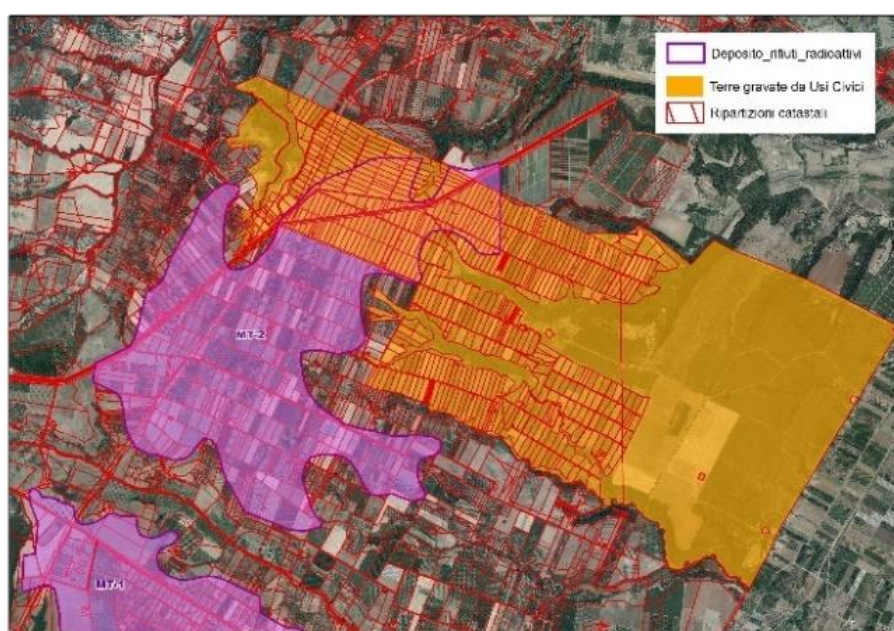 Deposito_rifiuti_radioattivi
Terre gravate da Usi Civici
Ripartizioni catastali
MT-2
MT-1